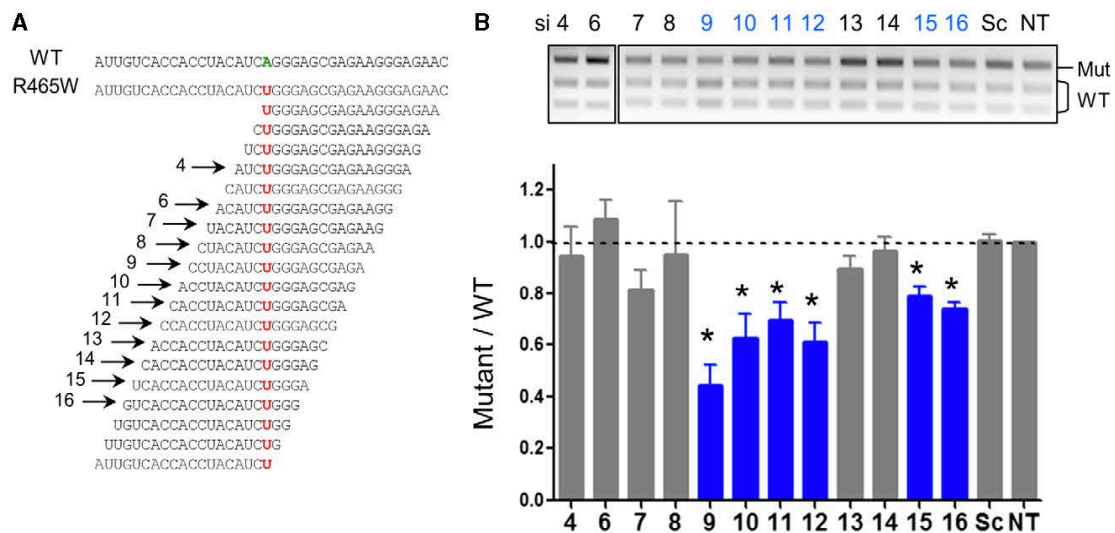 A
WT AUUGUCACCACCUACAUCAGGGAGCGAGAAGGGAGAAC
R465W AUUGUCACCACCUACAUCUGGGAGCGAGAAGGGAGAAC
UGGGAGCGAGAAGGGAGAA
CUGGGAGCGAGAAGGGAGA
UCUGGGAGCGAGAAGGGAG
4 AUCUGGGAGCGAGAAGGGA
CAUCUGGGAGCGAGAAGGG
6 ACAUCUGGGAGCGAGAAGG
7 UACAUCUGGGAGCGAGAAG
8 CUACAUCUGGGAGCGAGAA
9 CCUACAUCUGGGAGCGAGA
10 ACCUACAUCUGGGAGCGAG
11 CACCUACAUCUGGGAGCGA
12 CCACCUACAUCUGGGAGCG
13 ACCACCUACAUCUGGGAGC
14 CACCACCUACAUCUGGGAG
15 UCACCACCUACAUCUGGGA
16 GUCACCACCUACAUCUGGG
UGUCACCACCUACAUCUGG
UUGUCACCACCUACAUCUG
AUUGUCACCACCUACAUCU
B
si 4 6 7 8 9 10 11 12 13 14 15 16 Sc NT
Mut
WT
Mutant / WT
1.2
1.0
0.8
0.6
0.4
0.2
0.0
* * * * * *
4 6 7 8 9 10 11 12 13 14 15 16 Sc NT